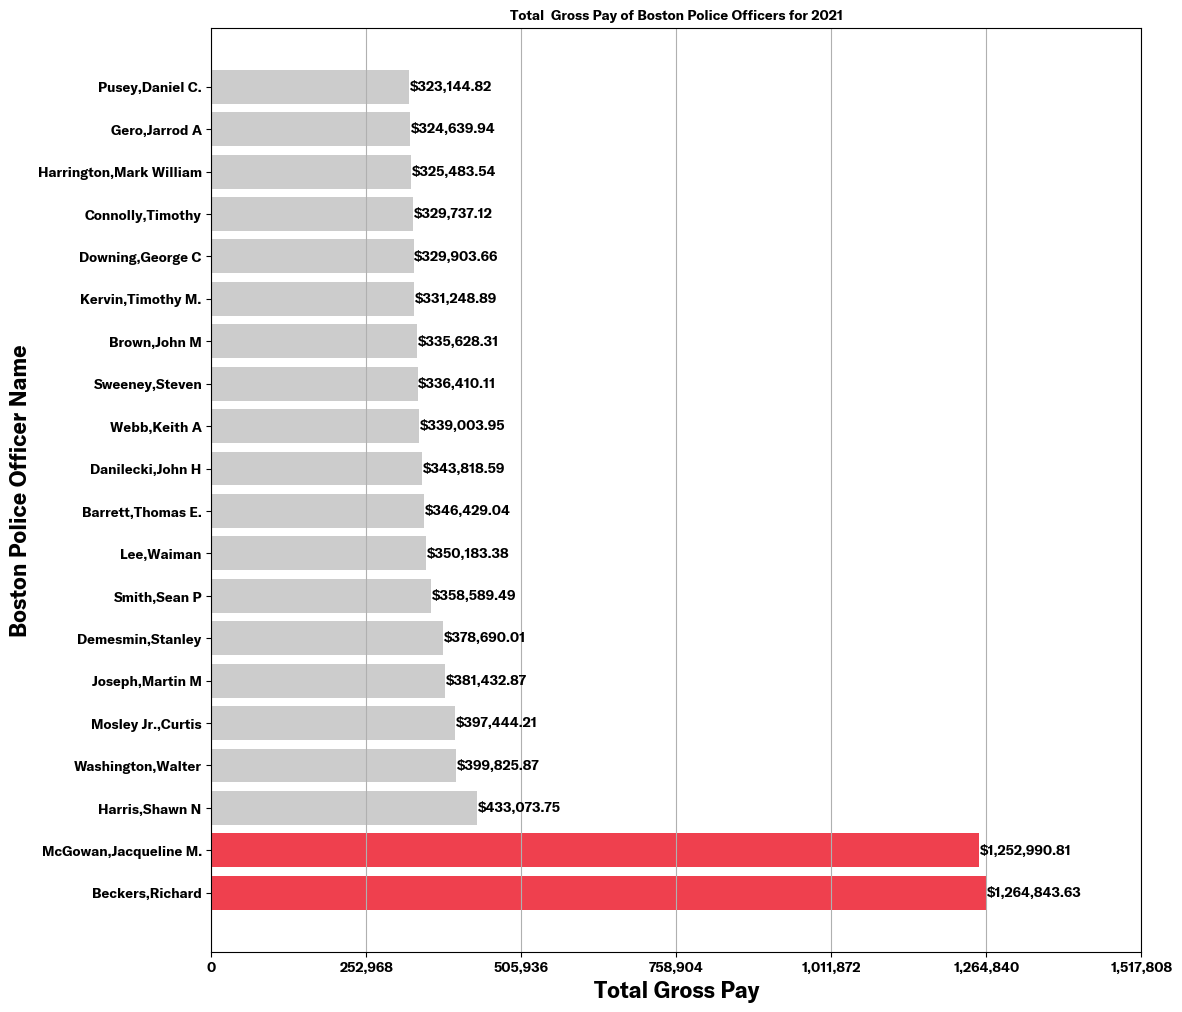 Total  Gross Pay of Boston Police Officers for 2021
Boston Police Officer Name
Pusey,Daniel C. $323,144.82
Gero,Jarrod A $324,639.94
Harrington,Mark William $325,483.54
Connolly,Timothy $329,737.12
Downing,George C $329,903.66
Kervin,Timothy M. $331,248.89
Brown,John M $335,628.31
Sweeney,Steven $336,410.11
Webb,Keith A $339,003.95
Danilecki,John H $343,818.59
Barrett,Thomas E. $346,429.04
Lee,Waiman $350,183.38
Smith,Sean P $358,589.49
Demesmin,Stanley $378,690.01
Joseph,Martin M $381,432.87
Mosley Jr.,Curtis $397,444.21
Washington,Walter $399,825.87
Harris,Shawn N $433,073.75
McGowan,Jacqueline M. $1,252,990.81
Beckers,Richard $1,264,843.63
0 252,968 505,936 758,904 1,011,872 1,264,840 1,517,808
Total Gross Pay